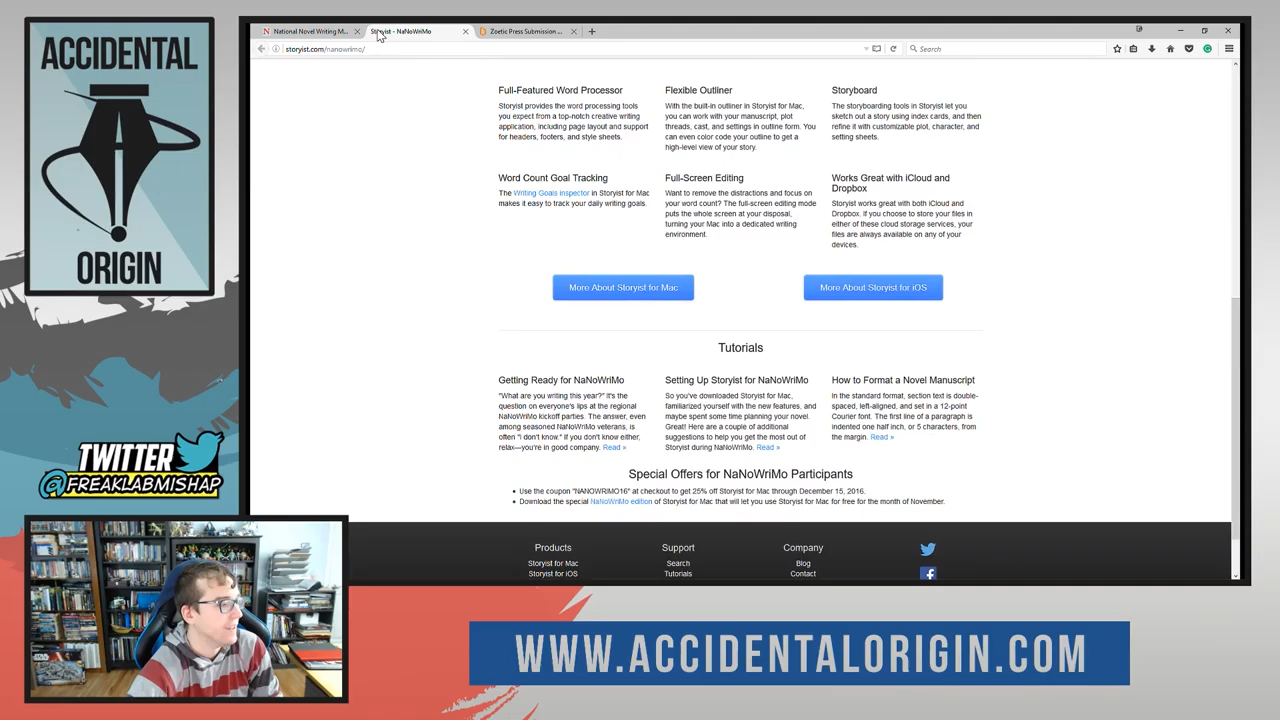 ACCIDENTAL
ORIGIN
TWITTER
@FREAKLABMISHAP
National Novel Writing M...
Storyist - NaNoWriMo
Zoetic Press Submission ...
storyist.com/nanowrimo/
Search
Full-Featured Word Processor
Storyist provides the word processing tools
you expect from a top-notch creative writing
application, including page layout and support
for headers, footers, and style sheets.
Flexible Outliner
With the built-in outliner in Storyist for Mac,
you can work with your manuscript, plot
threads, cast, and settings in outline form. You
can even color code your outline to get a
high-level view of your story.
Storyboard
The storyboarding tools in Storyist let you
sketch out a story using index cards, and then
refine it with customizable plot, character, and
setting sheets.
Word Count Goal Tracking
The Writing Goals inspector in Storyist for Mac
makes it easy to track your daily writing goals.
Full-Screen Editing
Want to remove the distractions and focus on
your word count? The full-screen editing mode
puts the whole screen at your disposal,
turning your Mac into a dedicated writing
environment.
Works Great with iCloud and
Dropbox
Storyist works great with both iCloud and
Dropbox. If you choose to store your files in
either of these cloud storage services, your
files are always available on any of your
devices.
More About Storyist for Mac
More About Storyist for iOS
Tutorials
Getting Ready for NaNoWriMo
"What are you writing this year?" It's the
question on everyone's lips at the regional
NaNoWriMo kickoff parties. The answer, even
among seasoned NaNoWriMo veterans, is
often "I don't know." If you don't know either,
relax—you're in good company. Read »
Setting Up Storyist for NaNoWriMo
So you've downloaded Storyist for Mac,
familiarized yourself with the new features, and
maybe spent some time planning your novel.
Great! Here are a couple of additional
suggestions to help you get the most out of
Storyist during NaNoWriMo. Read »
How to Format a Novel Manuscript
In the standard format, section text is double-
spaced, left-aligned, and set in a 12-point
Courier font. The first line of a paragraph is
indented one half inch, or 5 characters, from
the margin. Read »
Special Offers for NaNoWriMo Participants
• Use the coupon "NANOWRIMO16" at checkout to get 25% off Storyist for Mac through December 15, 2016.
• Download the special NaNoWriMo edition of Storyist for Mac that will let you use Storyist for Mac for free for the month of November.
Products
Storyist for Mac
Storyist for iOS
Support
Search
Tutorials
Company
Blog
Contact
WWW.ACCIDENTALORIGIN.COM